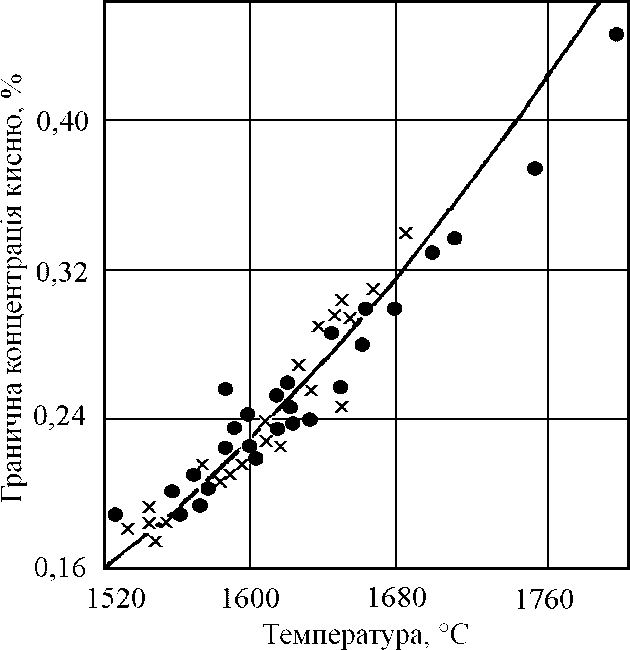 Гранична концентрація кисню, %
0,40
0,32
0,24
0,16
1520 1600 1680 1760
Температура, °С